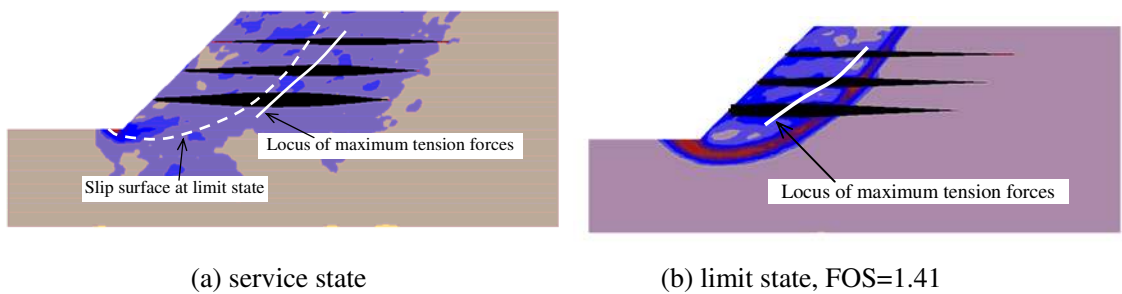 Locus of maximum tension forces
Slip surface at limit state
Locus of maximum tension forces
(a) service state
(b) limit state, FOS=1.41